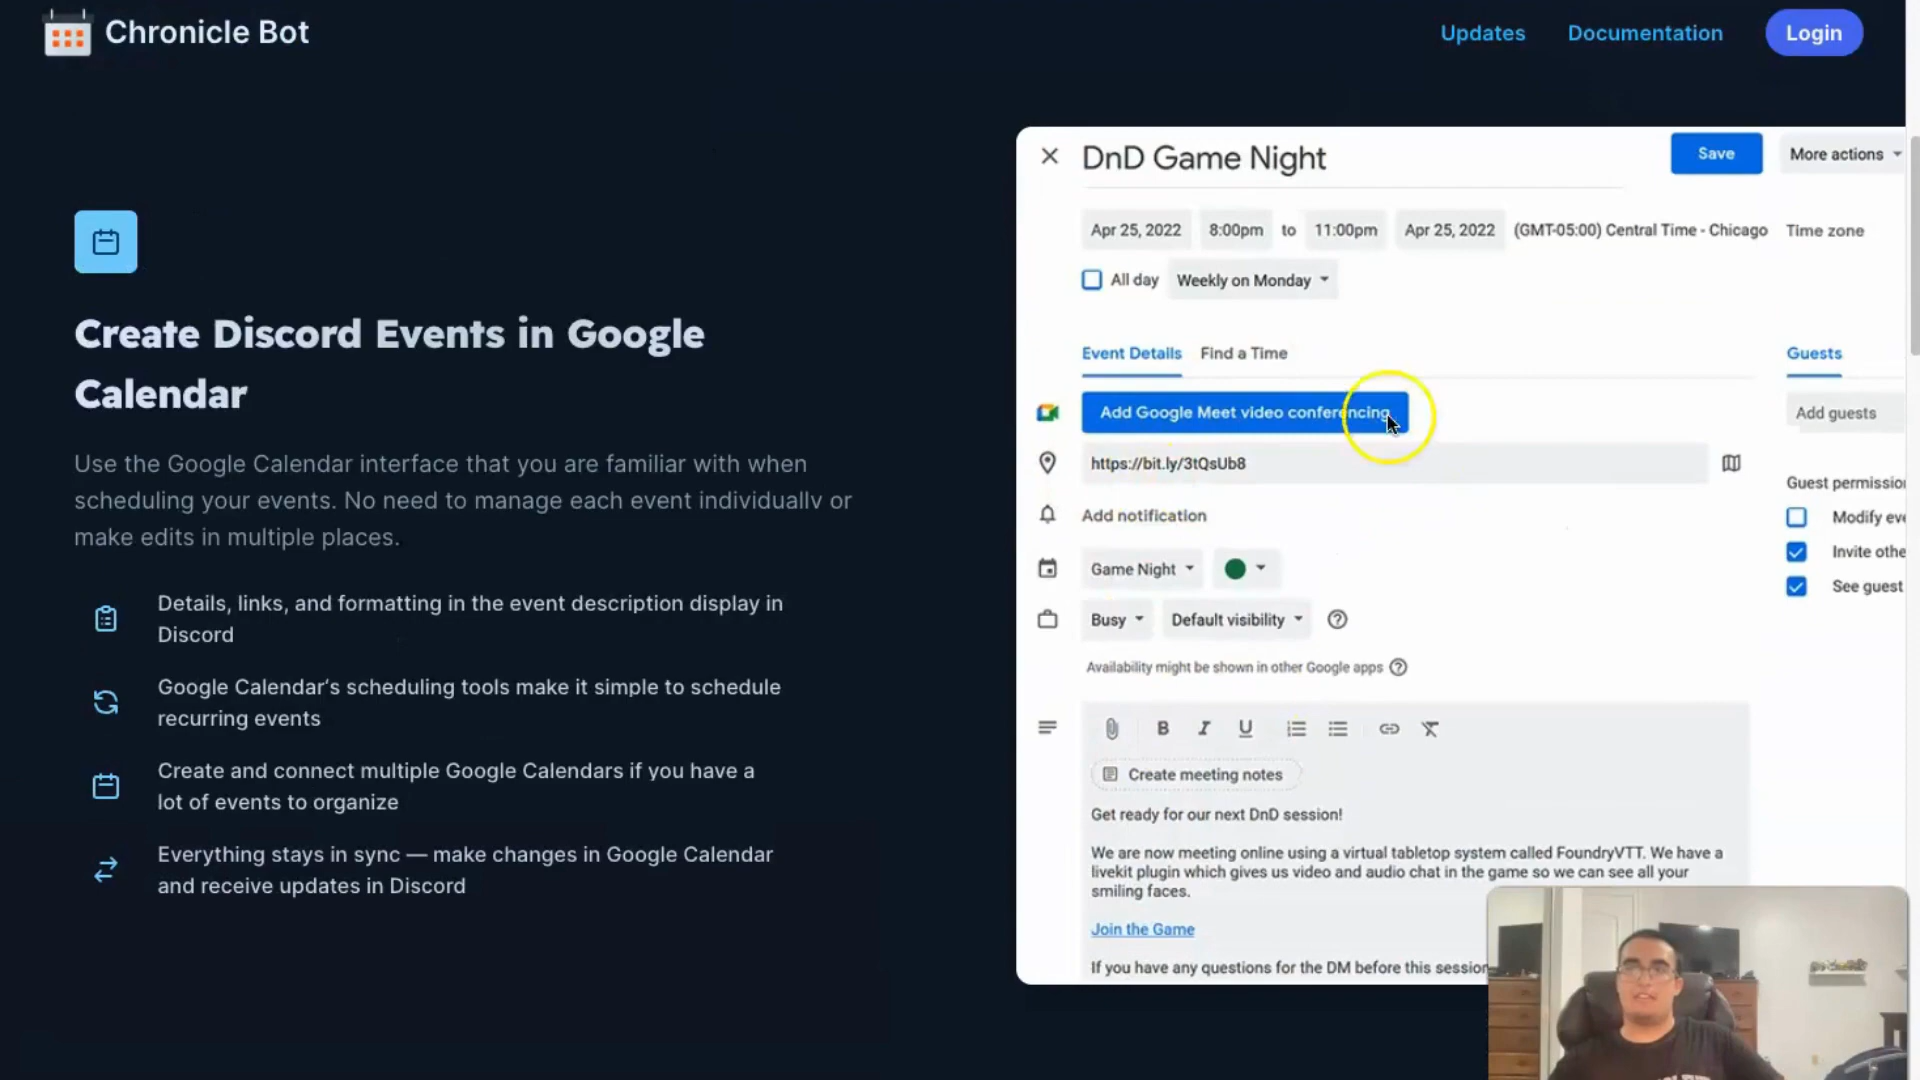 Chronicle Bot
Updates
Documentation
Login
Create Discord Events in Google
Calendar
Use the Google Calendar interface that you are familiar with when
scheduling your events. No need to manage each event individually or
make edits in multiple places.
Details, links, and formatting in the event description display in
Discord
Google Calendar's scheduling tools make it simple to schedule
recurring events
Create and connect multiple Google Calendars if you have a
lot of events to organize
Everything stays in sync — make changes in Google Calendar
and receive updates in Discord
DnD Game Night
Save
More actions
Apr 25, 2022 8:00pm to 11:00pm Apr 25, 2022 (GMT-05:00) Central Time - Chicago Time zone
All day Weekly on Monday
Event Details Find a Time
Guests
Add Google Meet video conferencing
Add guests
https://bit.ly/3tQsUb8
Guest permissio
Add notification
Modify eve
Invite othe
Game Night
See guest
Busy Default visibility
Availability might be shown in other Google apps
B I U
Create meeting notes
Get ready for our next DnD session!
We are now meeting online using a virtual tabletop system called FoundryVTT. We have a
livekit plugin which gives us video and audio chat in the game so we can see all your
smiling faces.
Join the Game
If you have any questions for the DM before this session